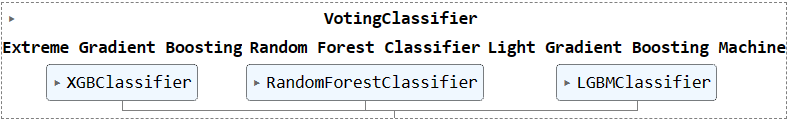 VotingClassifier
Extreme Gradient Boosting Random Forest Classifier Light Gradient Boosting Machine
XGBClassifier RandomForestClassifier LGBMClassifier